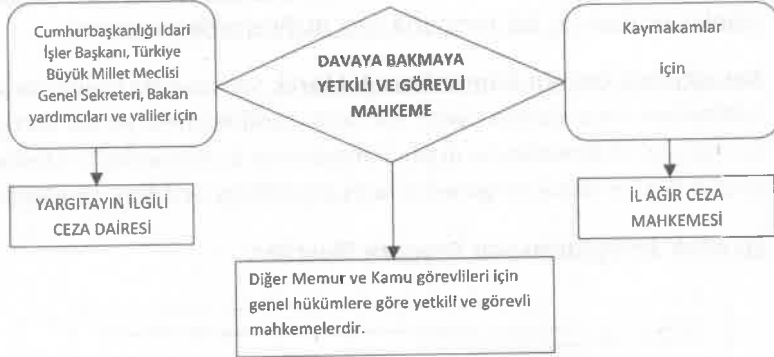 Cumhurbaşkanlığı İdari
İşler Başkanı, Türkiye
Büyük Millet Meclisi
Genel Sekreteri, Bakan
yardımcıları ve valiler için
DAVAYA BAKMAYA
YETKİLİ VE GÖREVLİ
MAHKEME
Kaymakamlar
için
YARGITAYIN İLGİLİ
CEZA DAİRESİ
İL AĞIR CEZA
MAHKEMESİ
Diğer Memur ve Kamu görevlileri için
genel hükümlere göre yetkili ve görevli
mahkemelerdir.